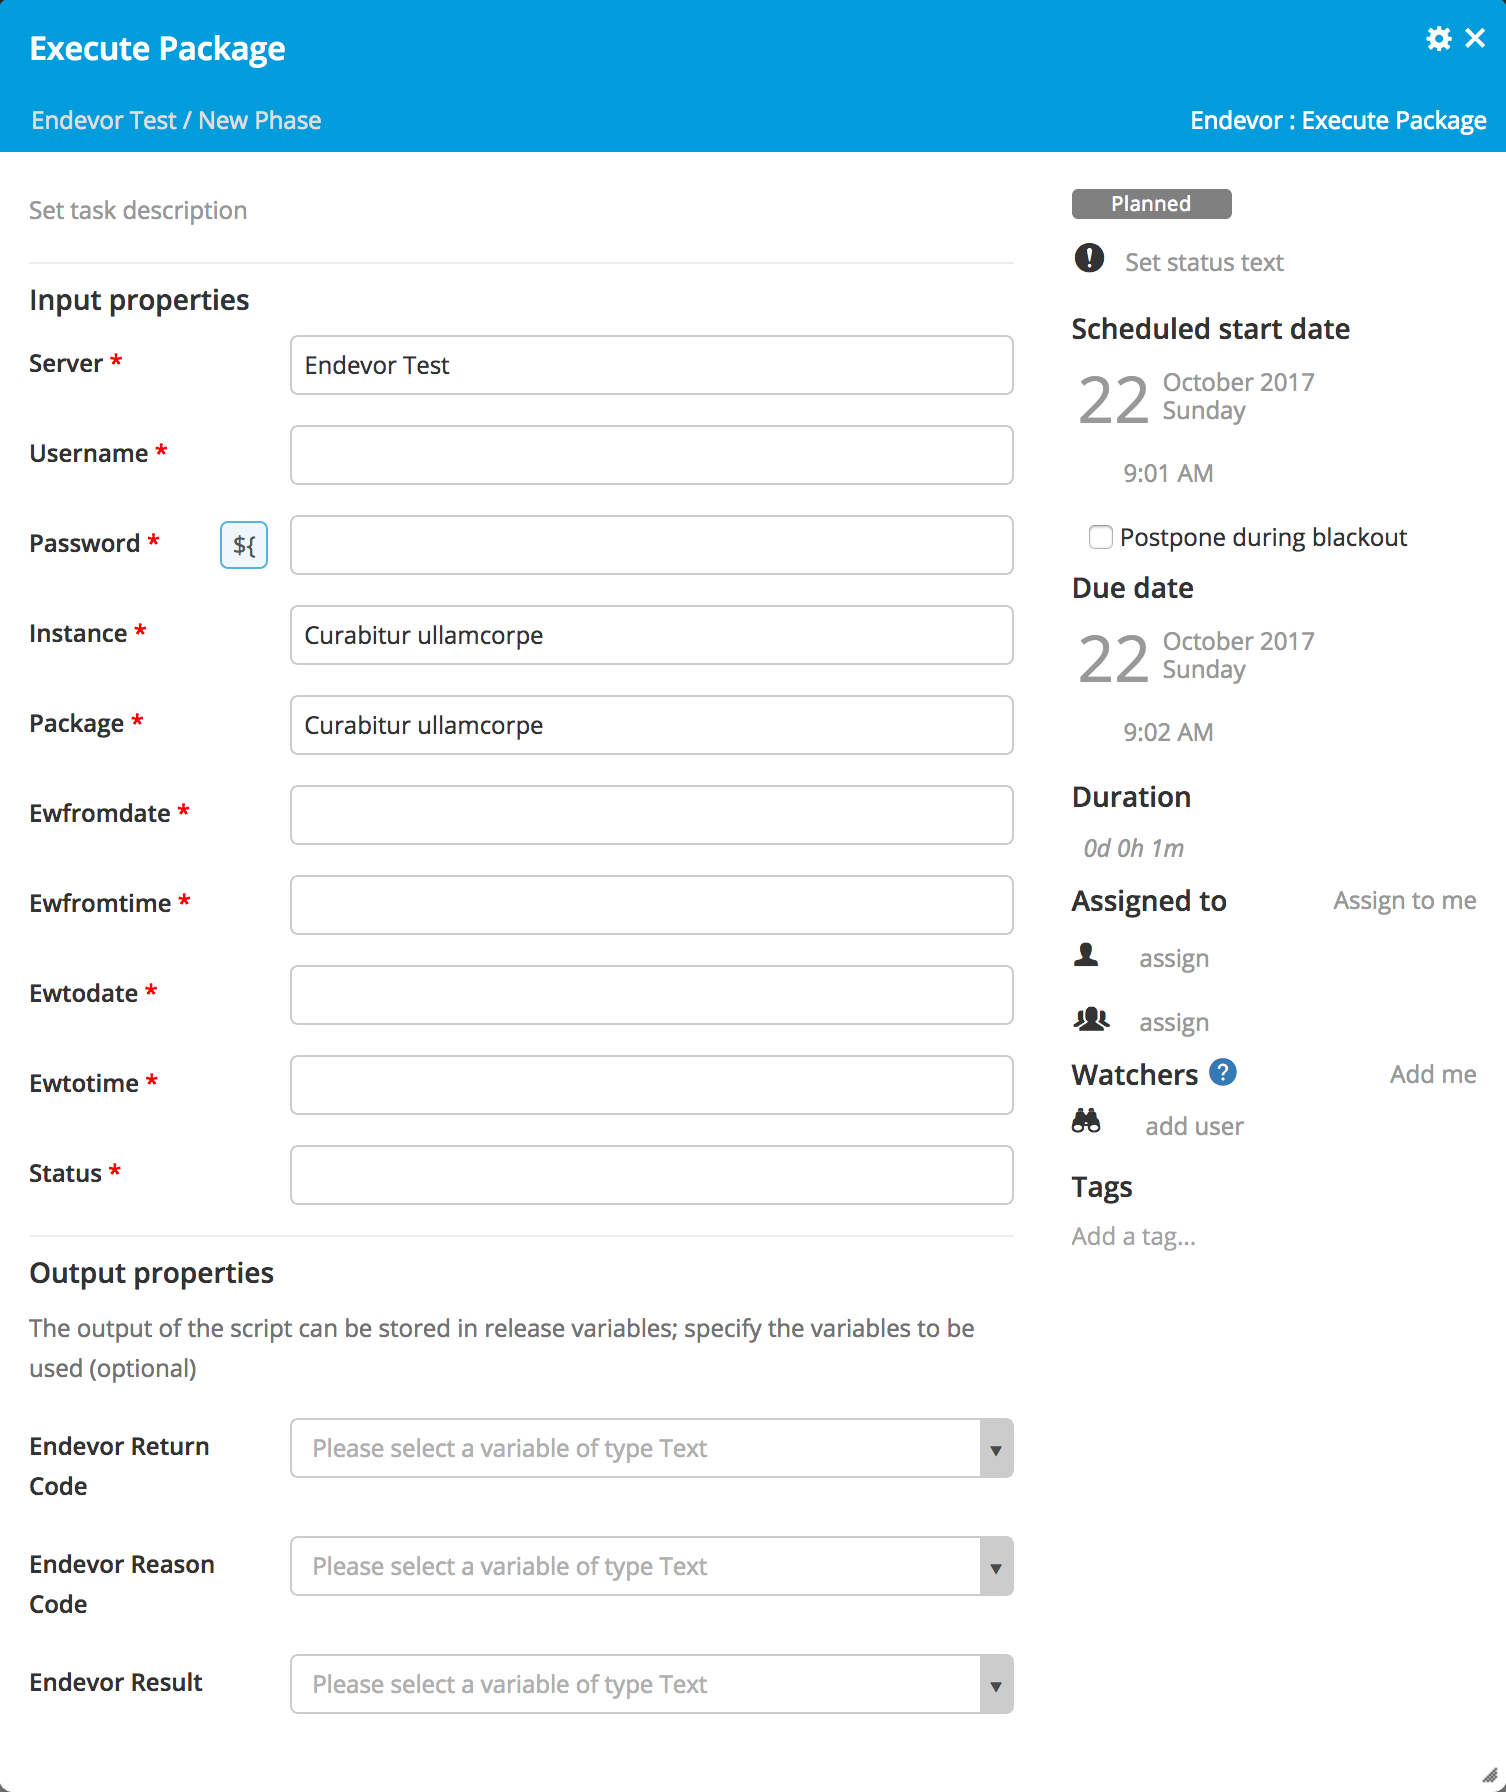 Execute Package
Endevor Test / New Phase
Endevor : Execute Package
Set task description
Input properties
Server *
Endevor Test
Username *
Password *
${
Instance *
Curabitur ullamcorpe
Package *
Curabitur ullamcorpe
Ewfromdate *
Ewfromtime *
Ewtodate *
Ewtotime *
Status *
Output properties
The output of the script can be stored in release variables; specify the variables to be
used (optional)
Endevor Return
Code
Please select a variable of type Text
Endevor Reason
Code
Please select a variable of type Text
Endevor Result
Please select a variable of type Text
Planned
Set status text
Scheduled start date
22
October 2017
Sunday
9:01 AM
Postpone during blackout
Due date
22
October 2017
Sunday
9:02 AM
Duration
0d 0h 1m
Assigned to
Assign to me
assign
assign
Watchers ?
Add me
add user
Tags
Add a tag...